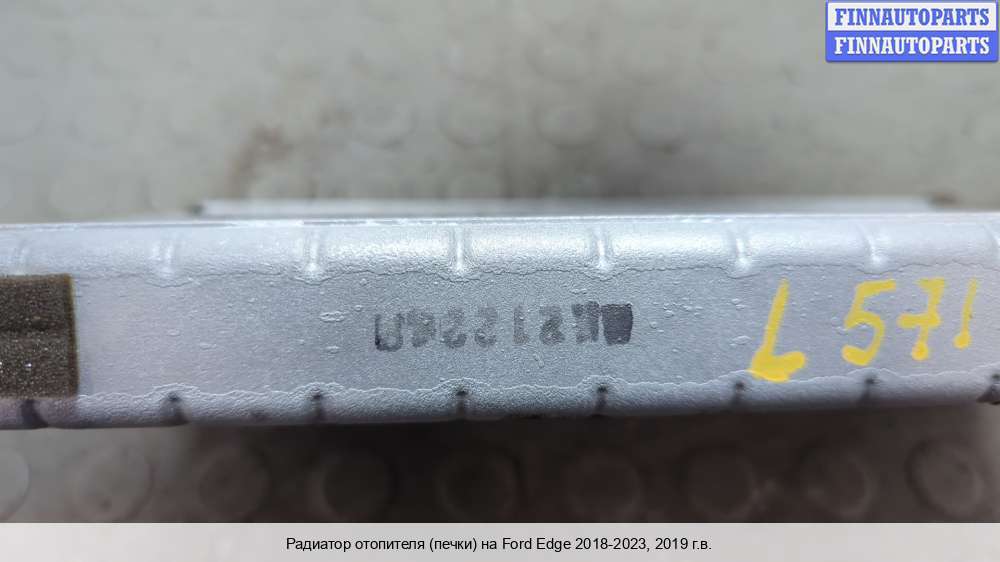 FINNAUTOPARTS
FINNAUTOPARTS
L 571
Радиатор отопителя (печки) на Ford Edge 2018-2023, 2019 г.в.